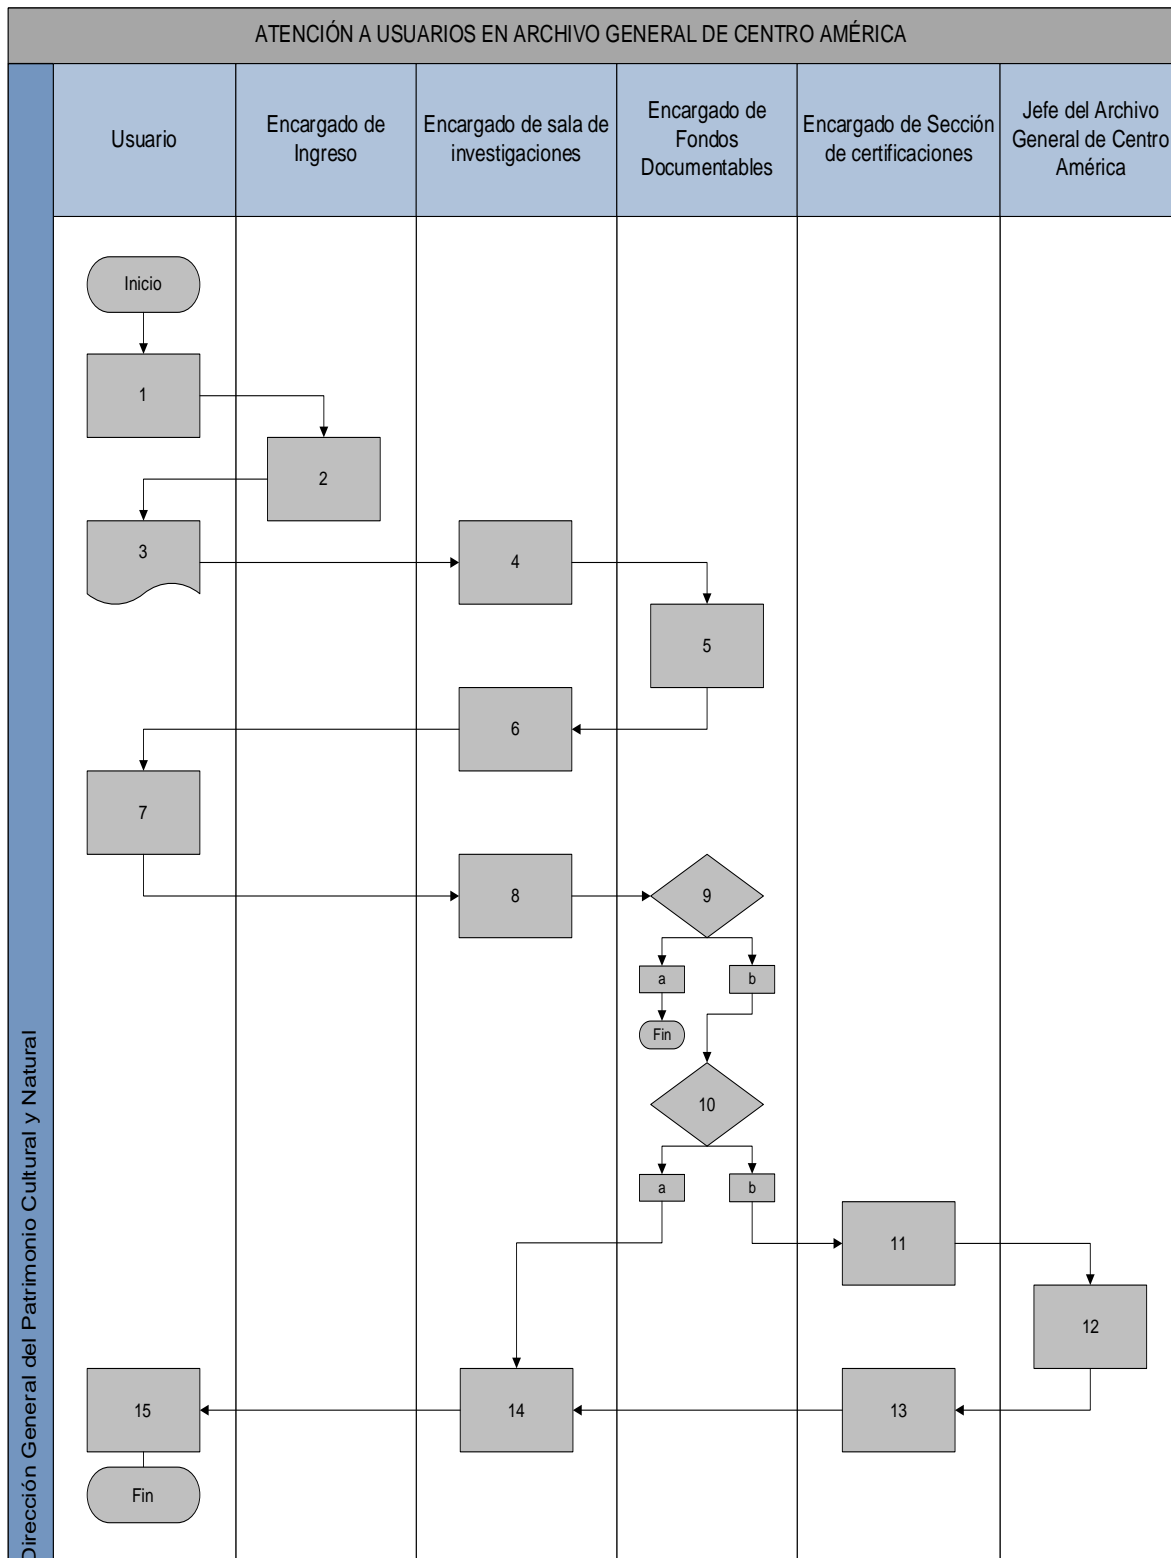 ATENCIÓN A USUARIOS EN ARCHIVO GENERAL DE CENTRO AMÉRICA
Usuario
Encargado de
Ingreso
Encargado de sala de
investigaciones
Encargado de
Fondos
Documentables
Encargado de Sección
de certificaciones
Jefe del Archivo
General de Centro
América
Dirección General del Patrimonio Cultural y Natural
Inicio
1
2
3
4
5
6
7
8
9
a
b
Fin
10
a
b
11
12
13
14
15
Fin